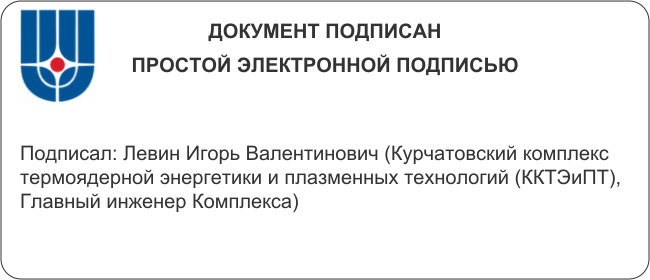 ДОКУМЕНТ ПОДПИСАН
ПРОСТОЙ ЭЛЕКТРОННОЙ ПОДПИСЬЮ
Подписал: Левин Игорь Валентинович (Курчатовский комплекс
термоядерной энергетики и плазменных технологий (ККТЭиПТ),
Главный инженер Комплекса)